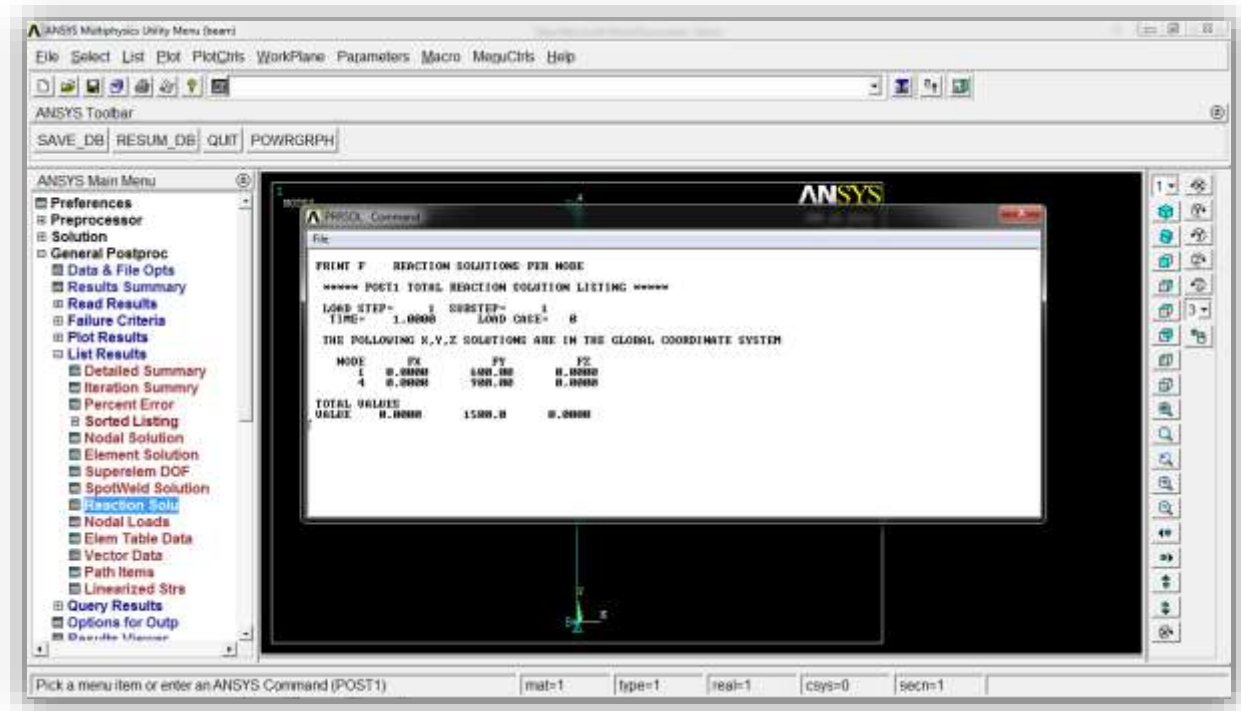 ANSYS Multiphysics Utility Menu (beam)
File Select List Plot PlotCtrls WorkPlane Parameters Macro MenuCtrls Help
ANSYS Toolbar
SAVE_DB RESUM_DB QUIT POWRGRPH
ANSYS Main Menu
Preferences
Preprocessor
Solution
General Postproc
Data & File Opts
Results Summary
Read Results
Failure Criteria
Plot Results
List Results
Detailed Summary
Iteration Summry
Percent Error
Sorted Listing
Nodal Solution
Element Solution
Superelem DOF
SpotWeld Solution
Reaction Solu
Nodal Loads
Elem Table Data
Vector Data
Path Items
Linearized Strs
Query Results
Options for Outp
Results Viewer
1
ANSYS
PRRSOL Command
File
PRINT F REACTION SOLUTIONS PER NODE
***** POST1 TOTAL REACTION SOLUTION LISTING *****
LOAD STEP= 1 SUBSTEP= 1
TIME= 1.0000 LOAD CASE= 0
THE FOLLOWING X,Y,Z SOLUTIONS ARE IN THE GLOBAL COORDINATE SYSTEM
NODE FX FY FZ
1 0.0000 600.00 0.0000
4 0.0000 900.00 0.0000
TOTAL VALUES
VALUE 0.0000 1500.0 0.0000
Y
X
Z
1
3
Pick a menu item or enter an ANSYS Command (POST1)
mat=1 type=1 real=1 csys=0 secn=1